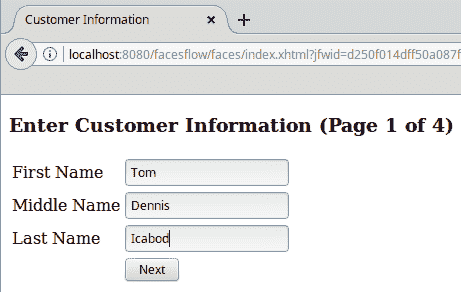 Customer Information
localhost:8080/facesflow/faces/index.xhtml?jfwid=d250f014dff50a087f
Enter Customer Information (Page 1 of 4)
First Name Tom
Middle Name Dennis
Last Name Icabod
Next